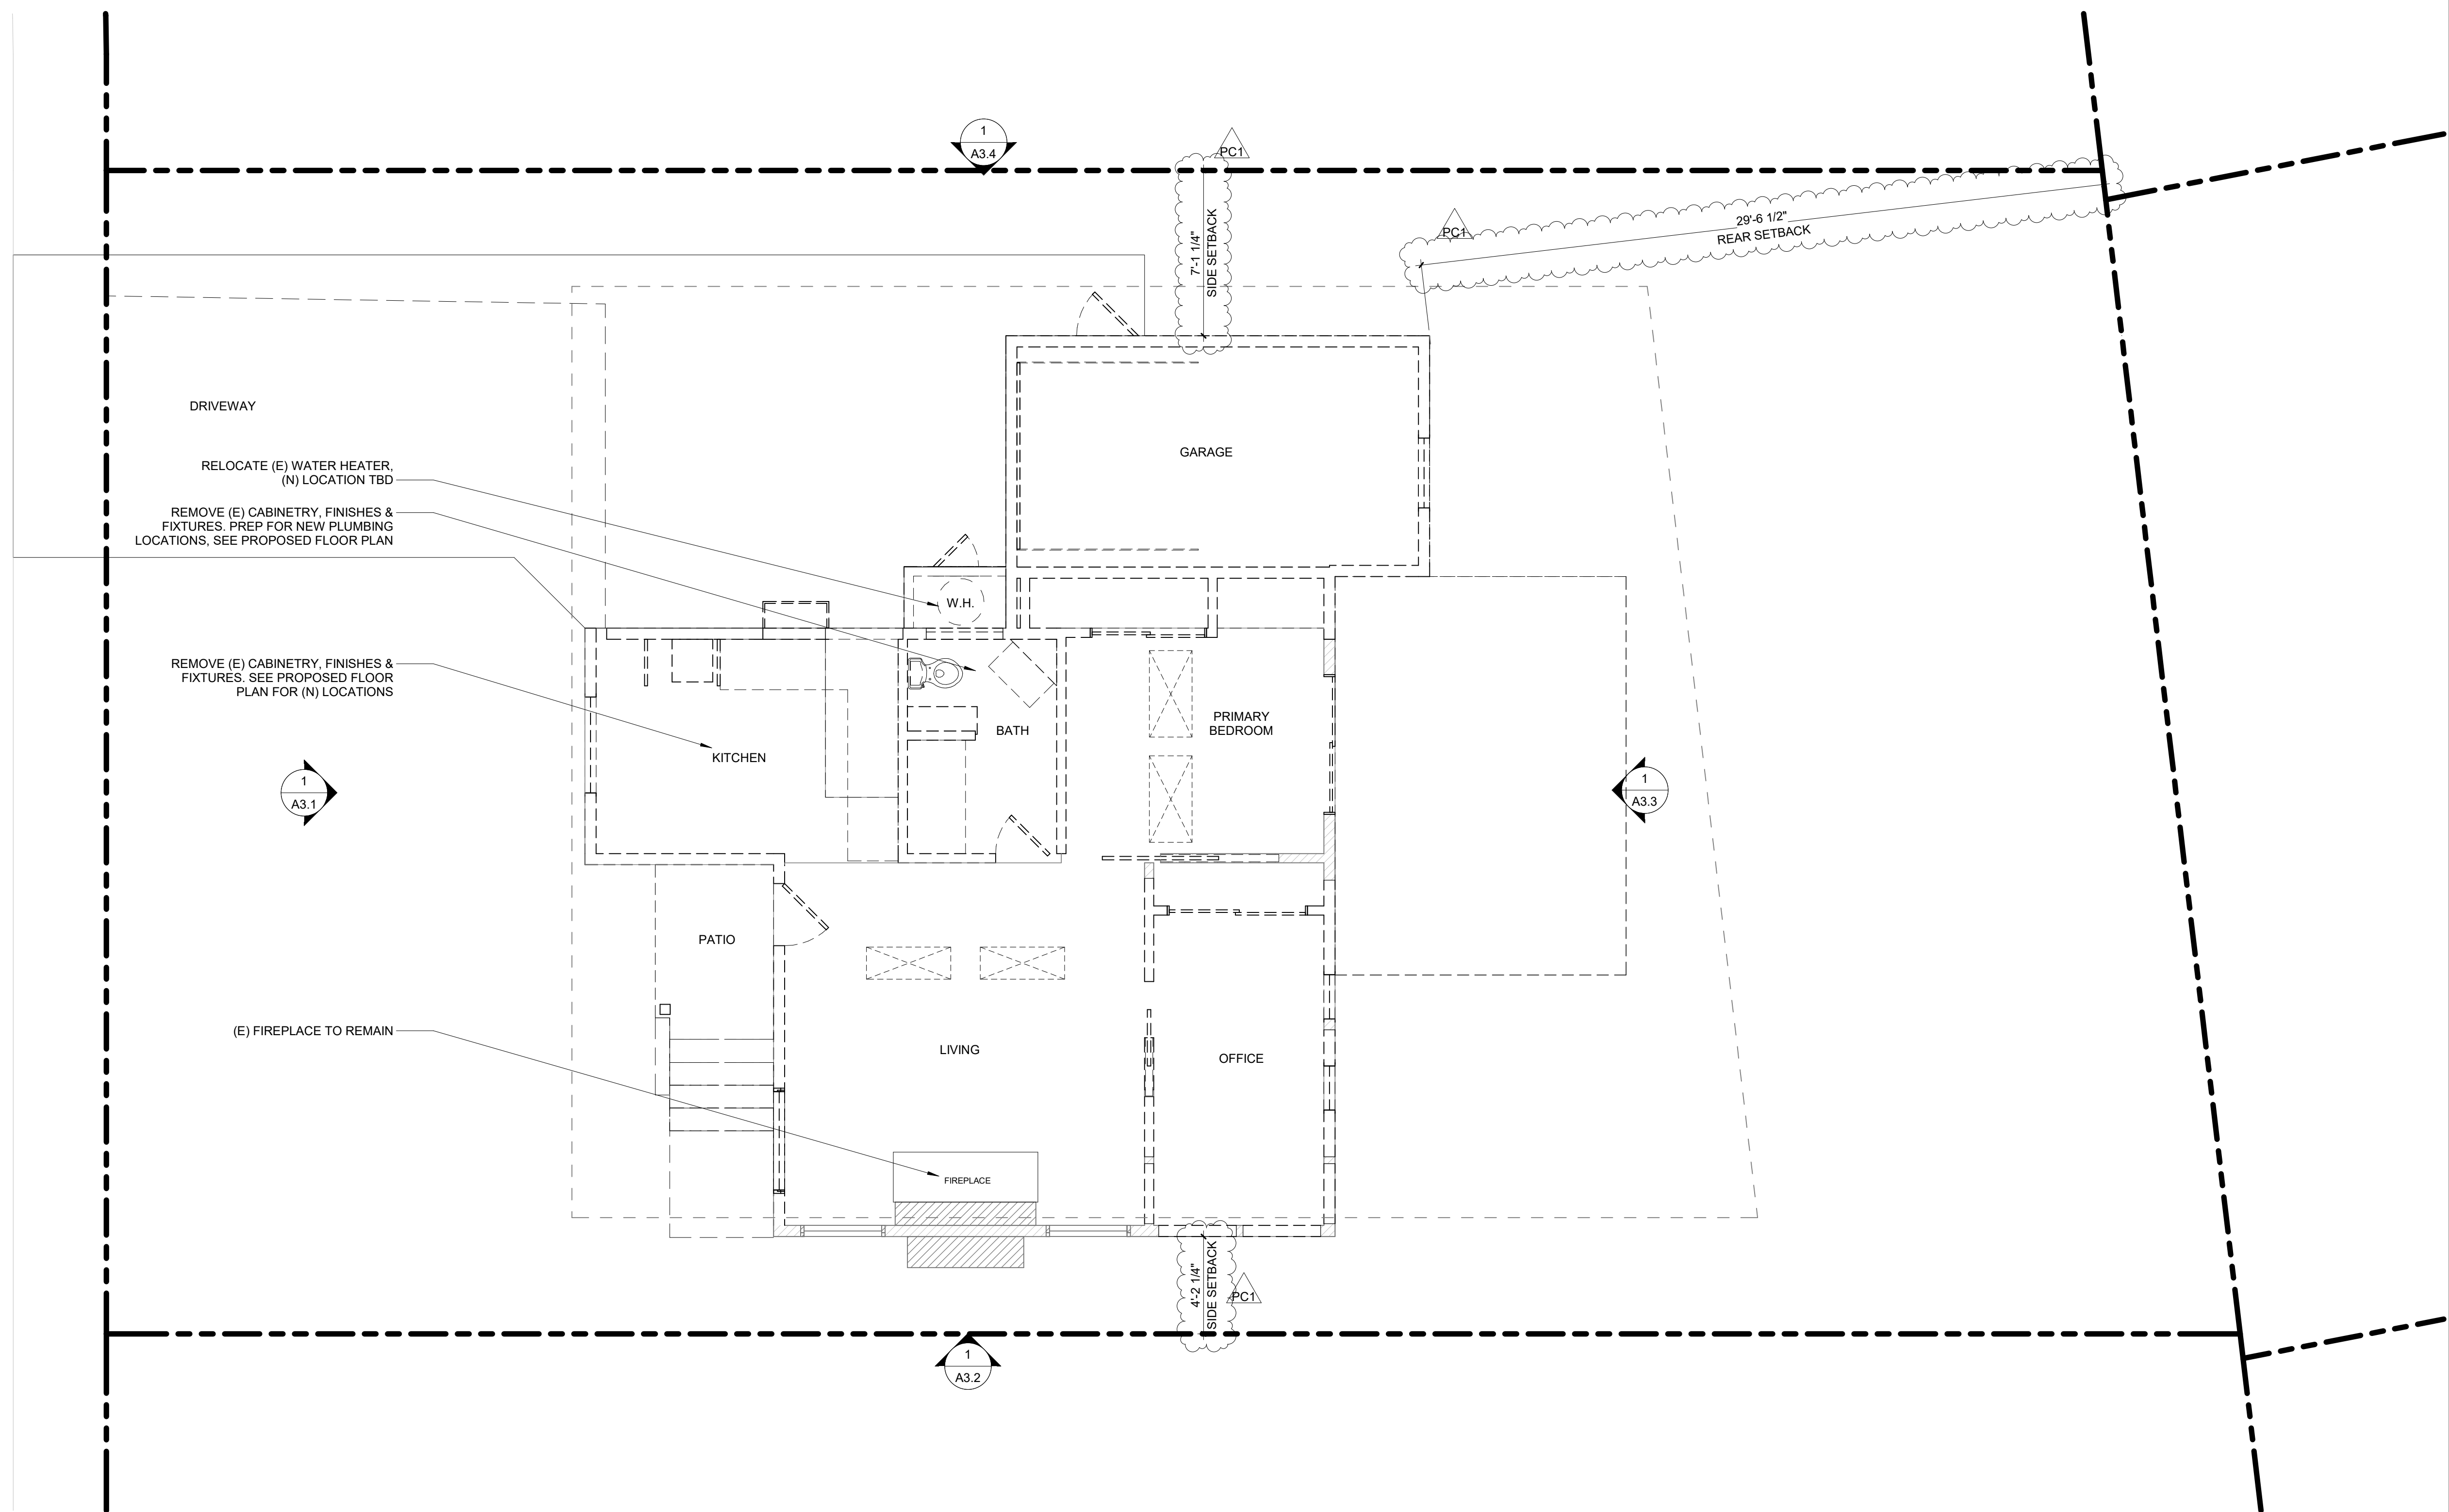 1
A3.4
PC1
7'-1 1/4"
SIDE SETBACK
PC1
29'-6 1/2"
REAR SETBACK
DRIVEWAY
GARAGE
RELOCATE (E) WATER HEATER,
(N) LOCATION TBD
REMOVE (E) CABINETRY, FINISHES &
FIXTURES. PREP FOR NEW PLUMBING
LOCATIONS, SEE PROPOSED FLOOR PLAN
W.H.
REMOVE (E) CABINETRY, FINISHES &
FIXTURES. SEE PROPOSED FLOOR
PLAN FOR (N) LOCATIONS
KITCHEN
BATH
PRIMARY
BEDROOM
1
A3.1
1
A3.3
PATIO
(E) FIREPLACE TO REMAIN
LIVING
OFFICE
FIREPLACE
4'-2 1/4"
SIDE SETBACK
PC1
1
A3.2